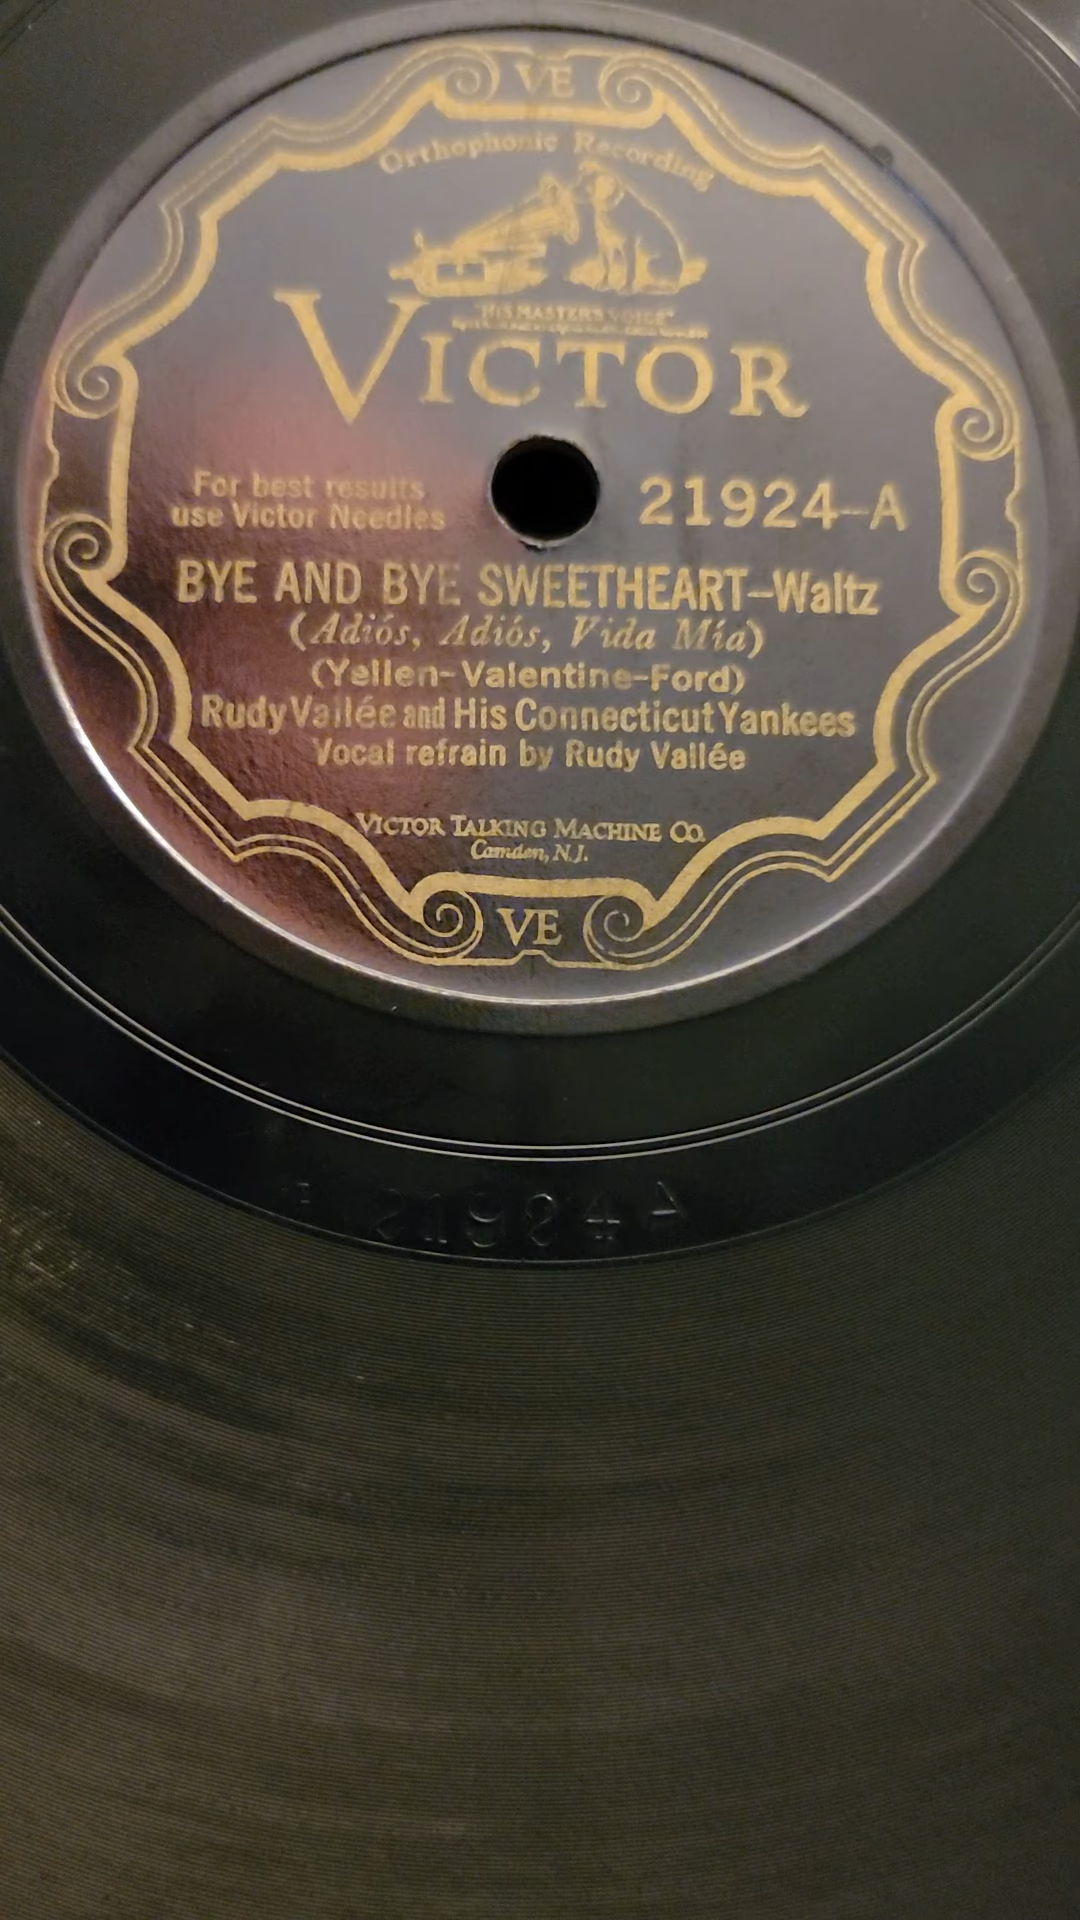 VE
Orthophonic Recording
"HIS MASTER'S VOICE"
VICTOR
For best results
use Victor Needles
21924-A
BYE AND BYE SWEETHEART-Waltz
(Adiós, Adiós, Vida Mía)
(Yellen-Valentine-Ford)
Rudy Vallée and His Connecticut Yankees
Vocal refrain by Rudy Vallée
VICTOR TALKING MACHINE CO.
Camden, N.J.
VE
21924 A